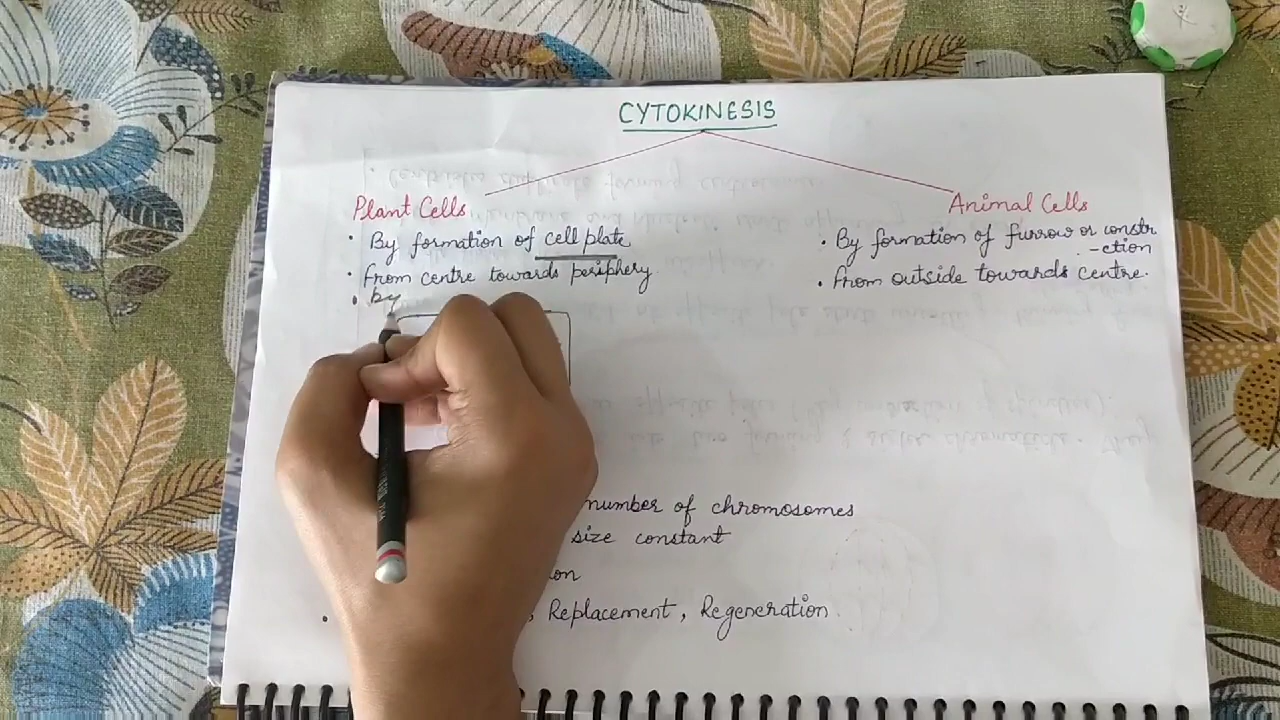 CYTOKINESIS
Plant Cells
• By formation of cell plate
• From centre towards periphery
• By
Animal Cells
• By formation of furrow or constr
-ction
• From outside towards centre.
number of chromosomes
size constant
on
•, Replacement, Regeneration